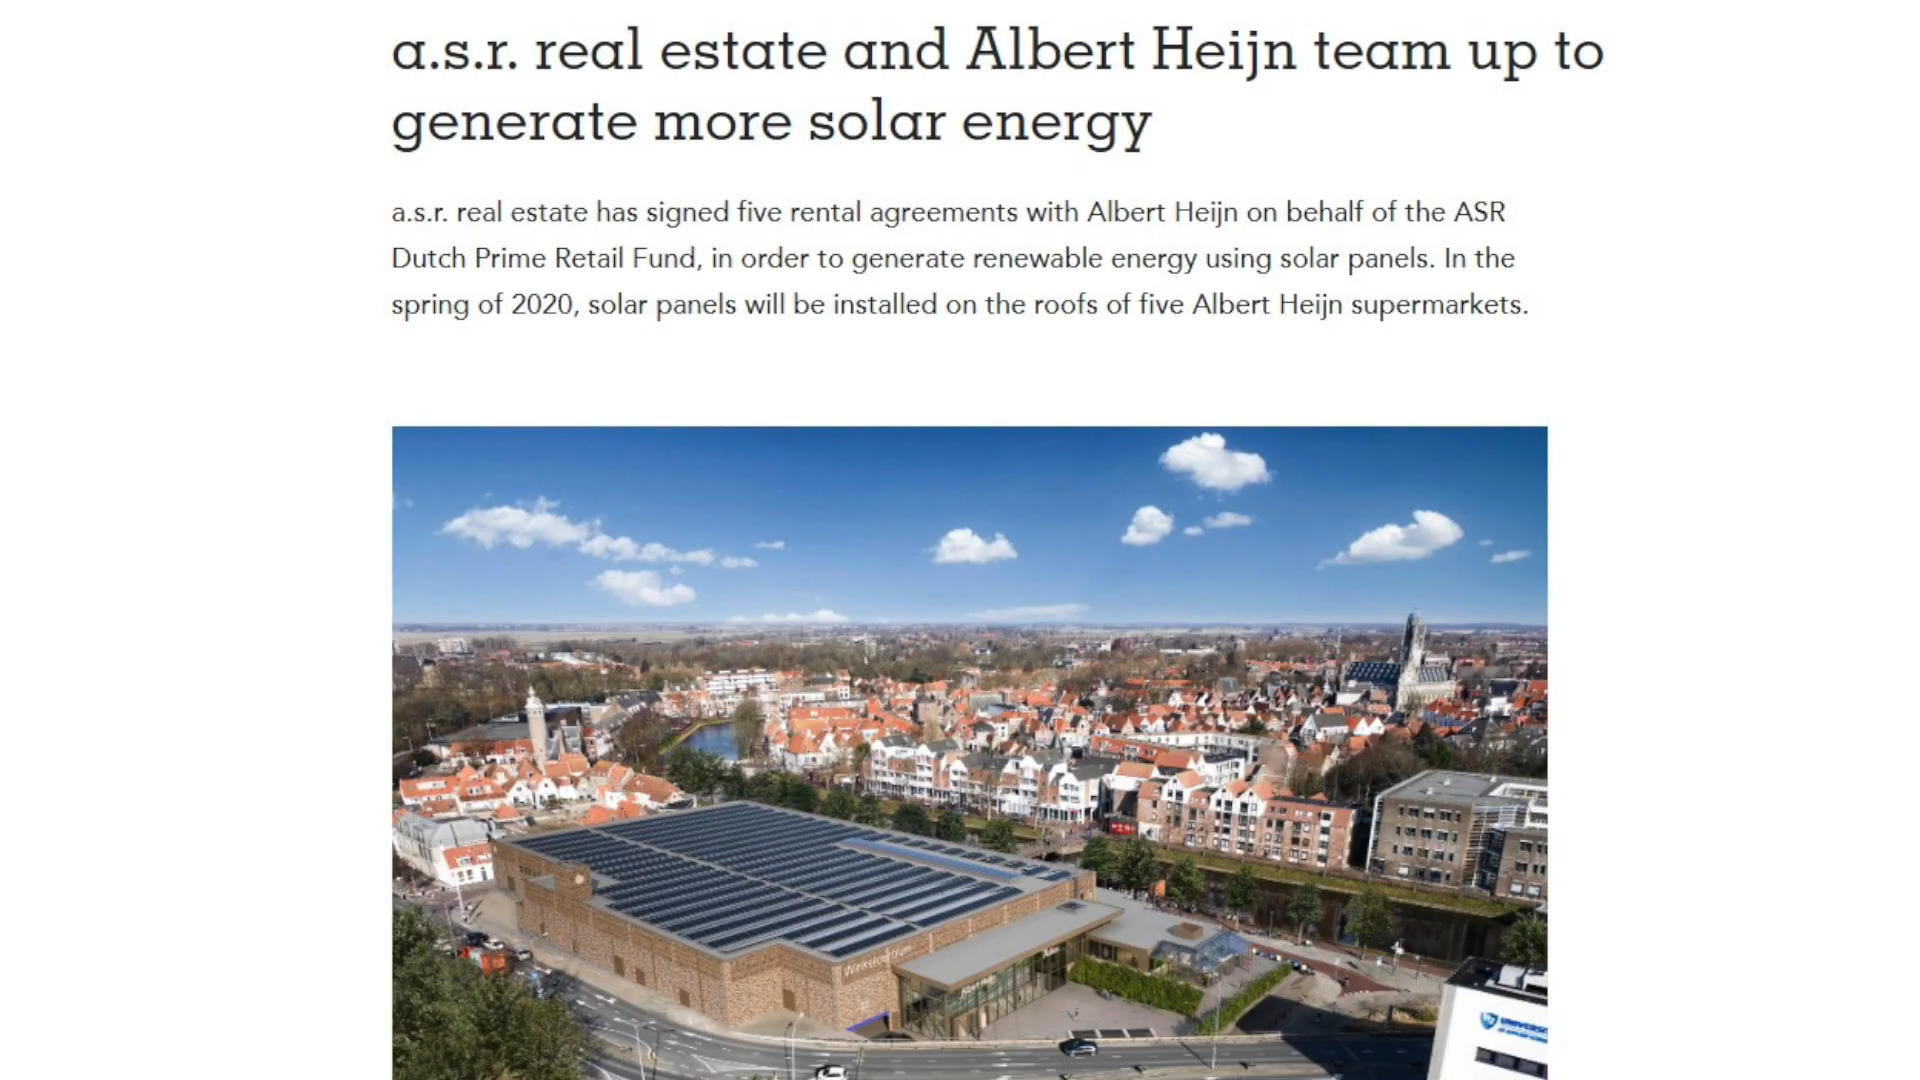 a.s.r. real estate and Albert Heijn team up to
generate more solar energy
a.s.r. real estate has signed five rental agreements with Albert Heijn on behalf of the ASR
Dutch Prime Retail Fund, in order to generate renewable energy using solar panels. In the
spring of 2020, solar panels will be installed on the roofs of five Albert Heijn supermarkets.